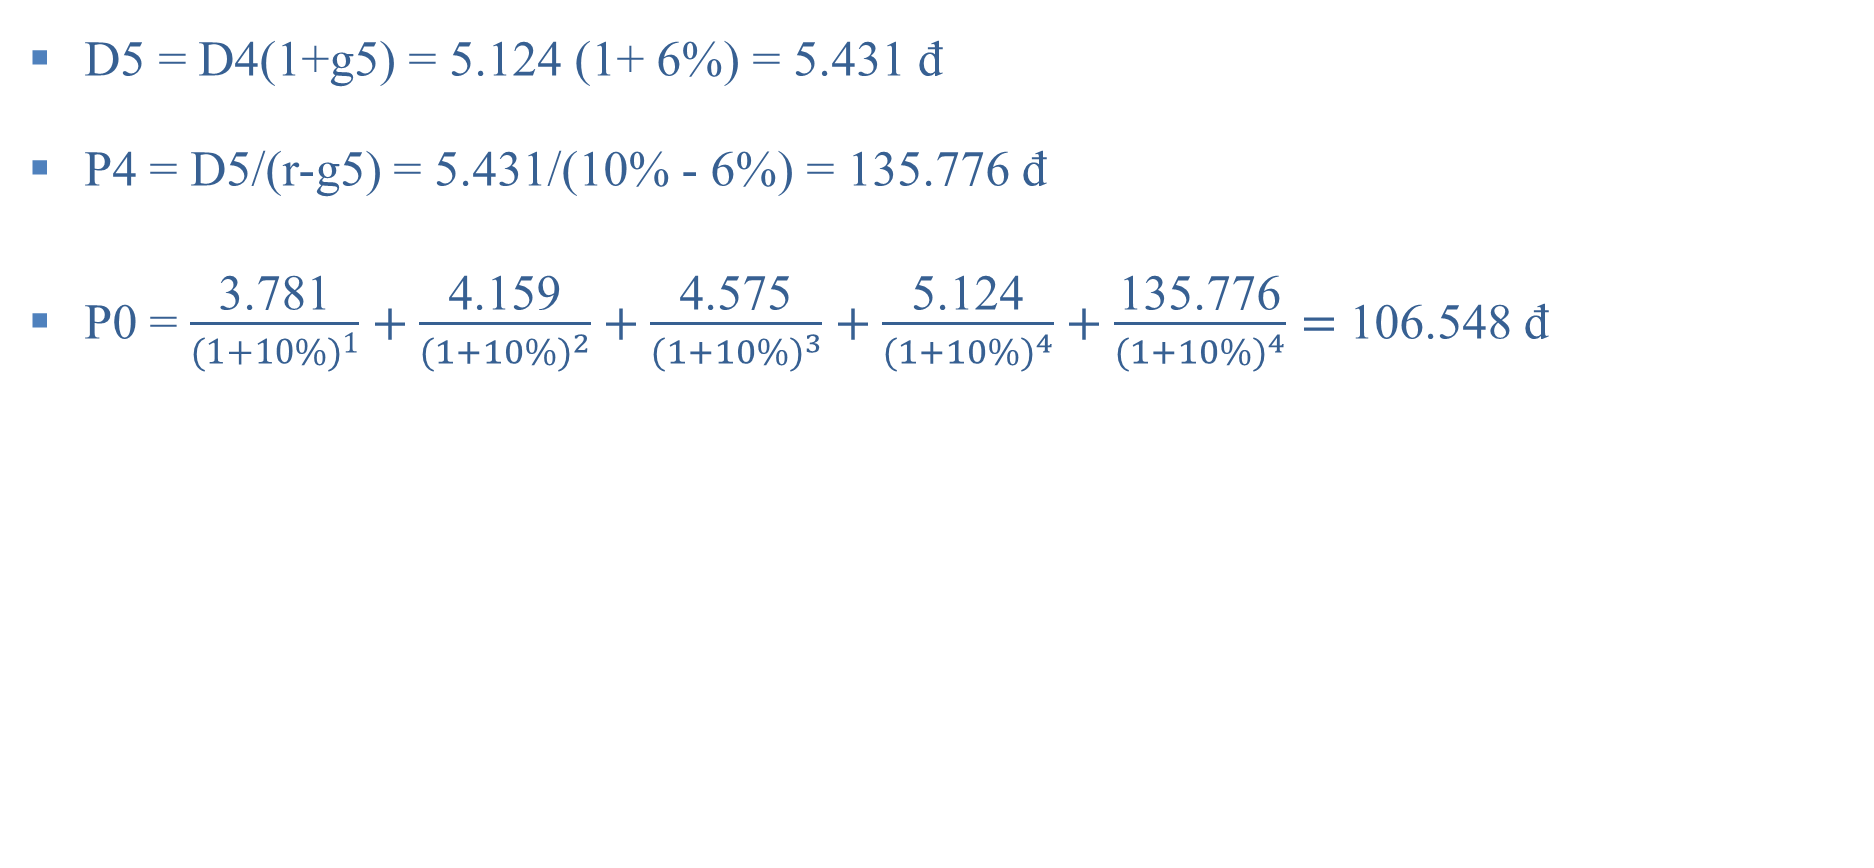 ▪ D5 = D4(1+g5) = 5.124 (1+ 6%) = 5.431 đ
▪ P4 = D5/(r-g5) = 5.431/(10% - 6%) = 135.776 đ
▪ P0 = 3.781/(1+10%)¹ + 4.159/(1+10%)² + 4.575/(1+10%)³ + 5.124/(1+10%)⁴ + 135.776/(1+10%)⁴ = 106.548 đ